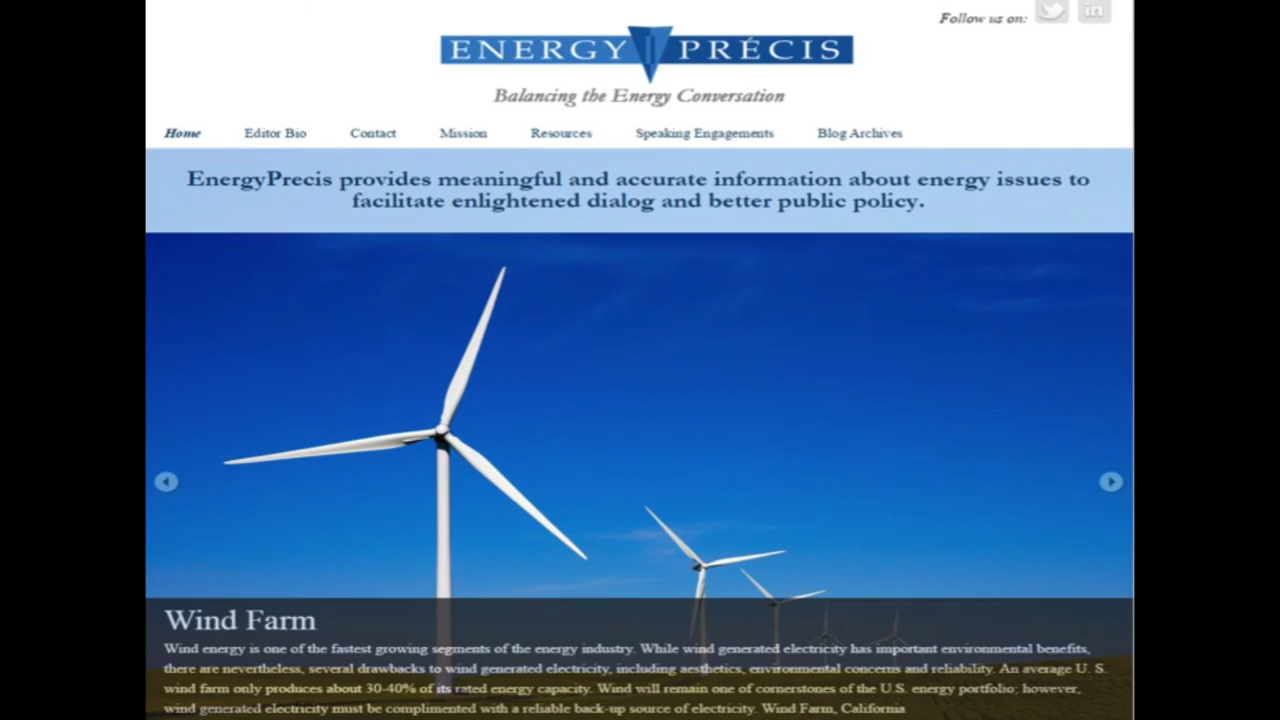 Follow us on:
ENERGY PRÉCIS
Balancing the Energy Conversation
Home Editor Bio Contact Mission Resources Speaking Engagements Blog Archives
EnergyPrecis provides meaningful and accurate information about energy issues to
facilitate enlightened dialog and better public policy.
Wind Farm
Wind energy is one of the fastest growing segments of the energy industry. While wind generated electricity has important environmental benefits,
there are nevertheless, several drawbacks to wind generated electricity, including aesthetics, environmental concerns and reliability. An average U. S.
wind farm only produces about 30-40% of its rated energy capacity. Wind will remain one of cornerstones of the U.S. energy portfolio; however,
wind generated electricity must be complimented with a reliable back-up source of electricity. Wind Farm, California